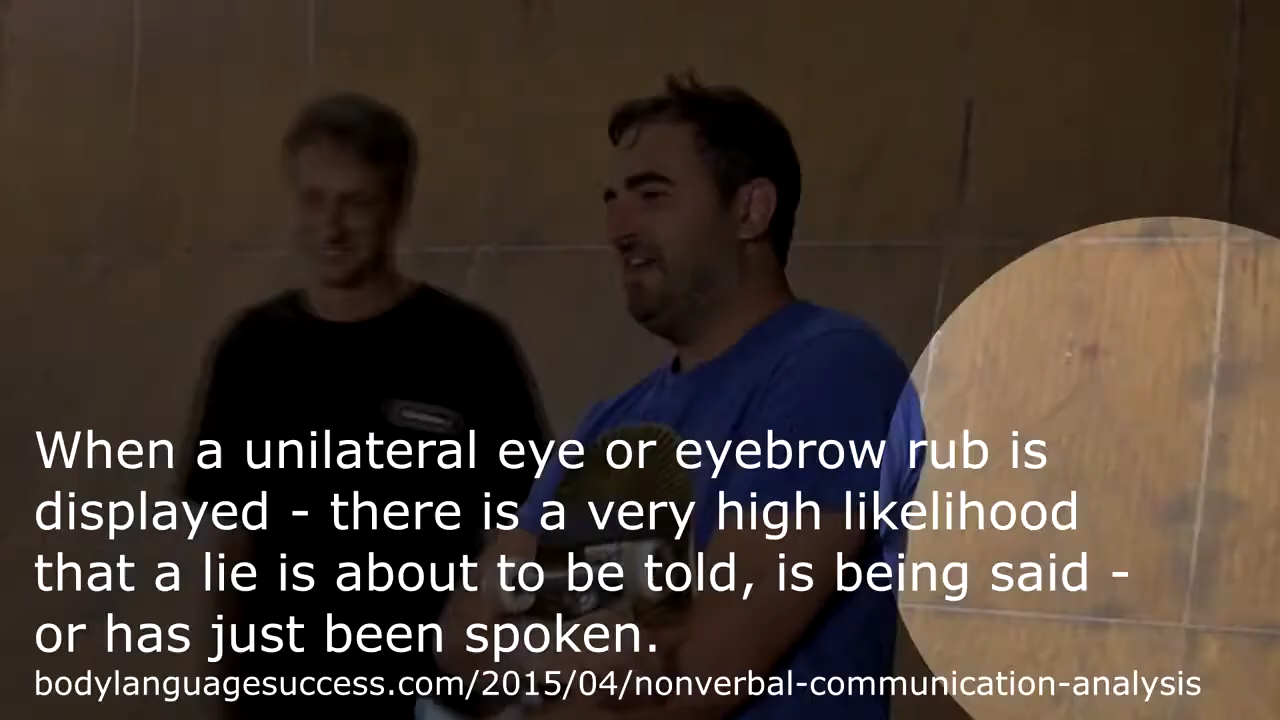 When a unilateral eye or eyebrow rub is
displayed - there is a very high likelihood
that a lie is about to be told, is being said -
or has just been spoken.
bodylanguagesuccess.com/2015/04/nonverbal-communication-analysis